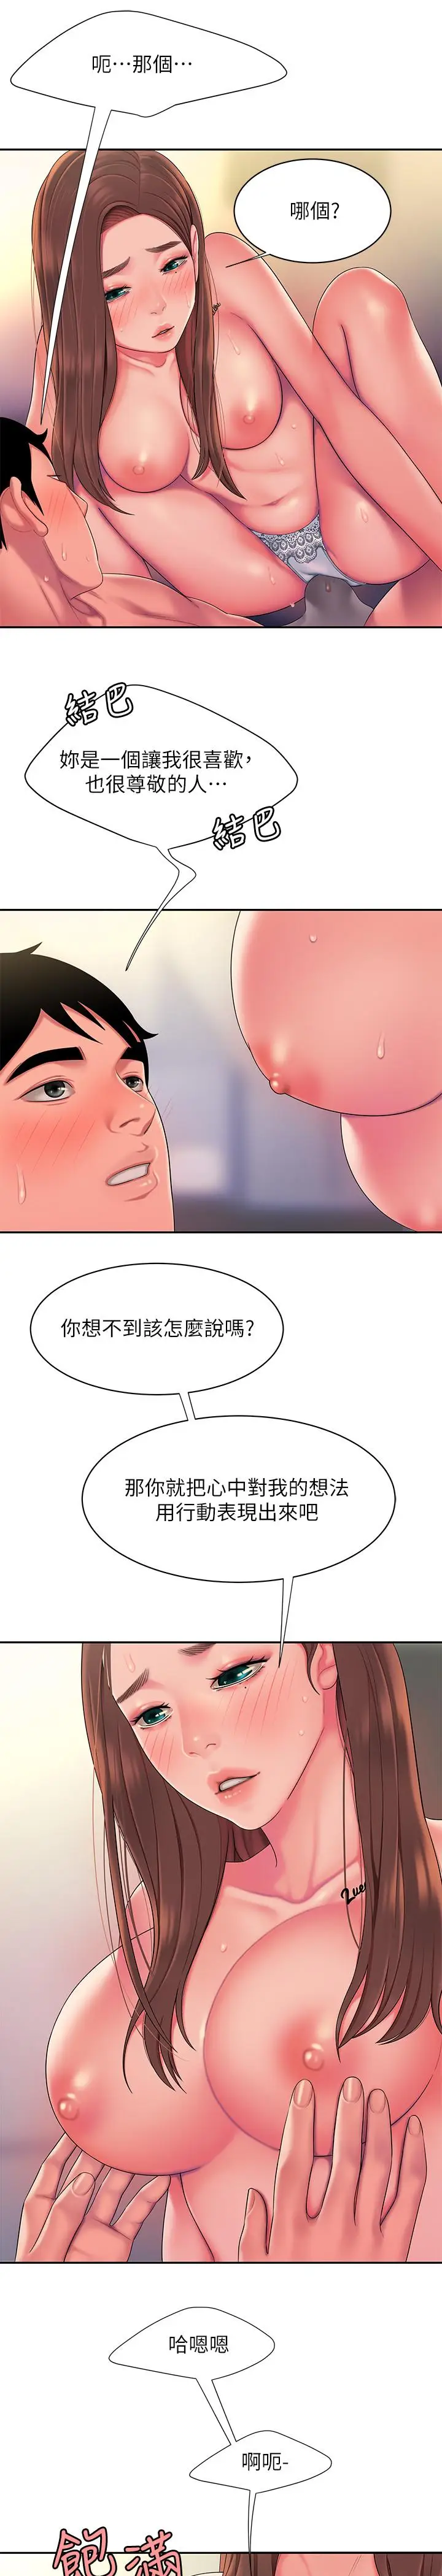 呃⋯那個⋯
哪個?
結巴
妳是一個讓我很喜歡,
也很尊敬的人⋯
結巴
你想不到該怎麼說嗎?
那你就把心中對我的想法
用行動表現出來吧
哈嗯嗯
啊呃-
飽滿